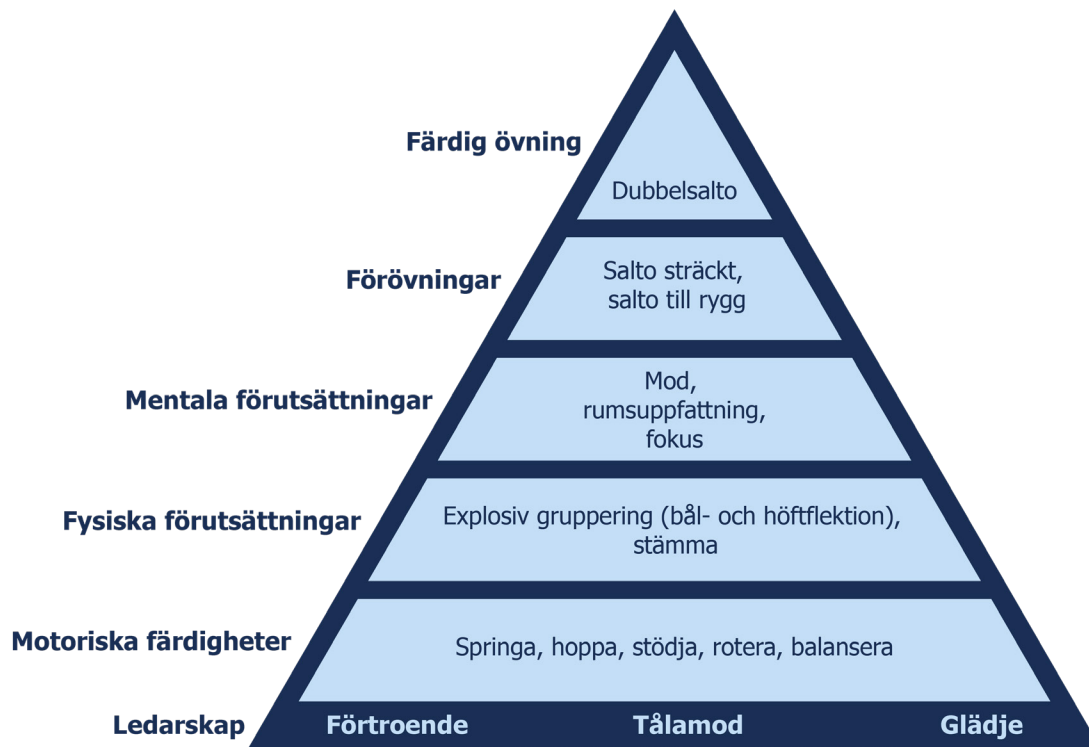 Färdig övning
Dubbelsalto
Förövningar
Salto sträckt,
salto till rygg
Mentala förutsättningar
Mod,
rumsuppfattning,
fokus
Fysiska förutsättningar
Explosiv gruppering (bål- och höftflektion),
stämma
Motoriska färdigheter
Springa, hoppa, stödja, rotera, balansera
Ledarskap Förtroende Tålamod Glädje